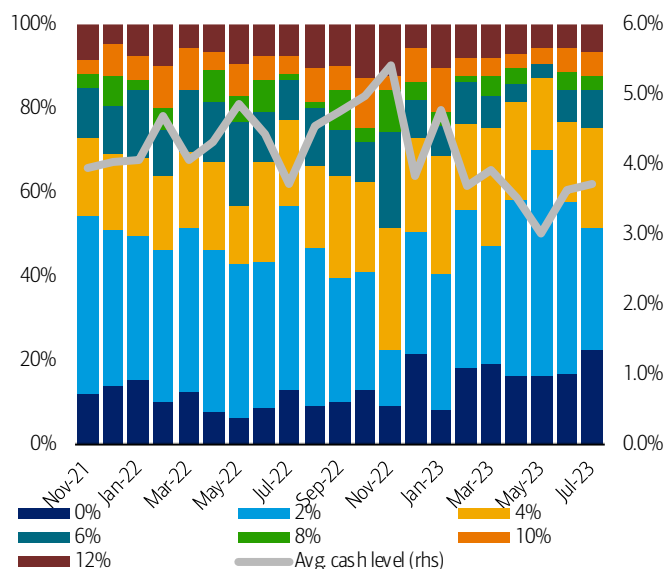 100%
80%
60%
40%
20%
0%
6.0%
5.0%
4.0%
3.0%
2.0%
1.0%
0.0%
Nov-21
Jan-22
Mar-22
May-22
Jul-22
Sep-22
Nov-22
Jan-23
Mar-23
May-23
Jul-23
0% 2% 4%
6% 8% 10%
12% Avg cash level (rhs)